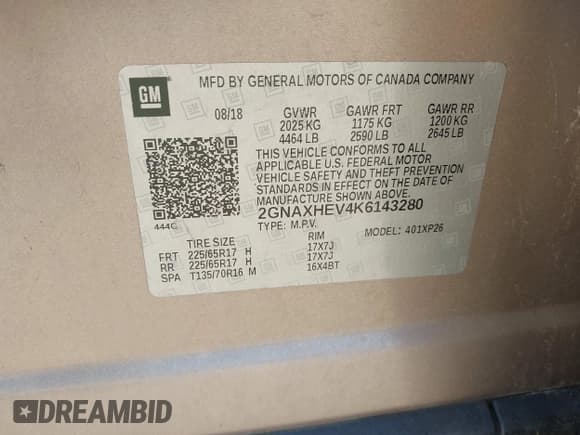 GM
MFD BY GENERAL MOTORS OF CANADA COMPANY
08/18 GVWR GAWR FRT GAWR RR
2025 KG 1175 KG 1200 KG
4464 LB 2590 LB 2645 LB
THIS VEHICLE CONFORMS TO ALL
APPLICABLE U.S. FEDERAL MOTOR
VEHICLE SAFETY AND THEFT PREVENTION
STANDARDS IN EFFECT ON THE DATE OF
MANUFACTURE SHOWN ABOVE.
2GNAXHEV4K6143280
444C TYPE: M.P.V. MODEL: 401XP26
TIRE SIZE RIM
FRT 225/65R17 H 17X7J
RR 225/65R17 H 17X7J
SPA T135/70R16 M 16X4BT
DREAMBID